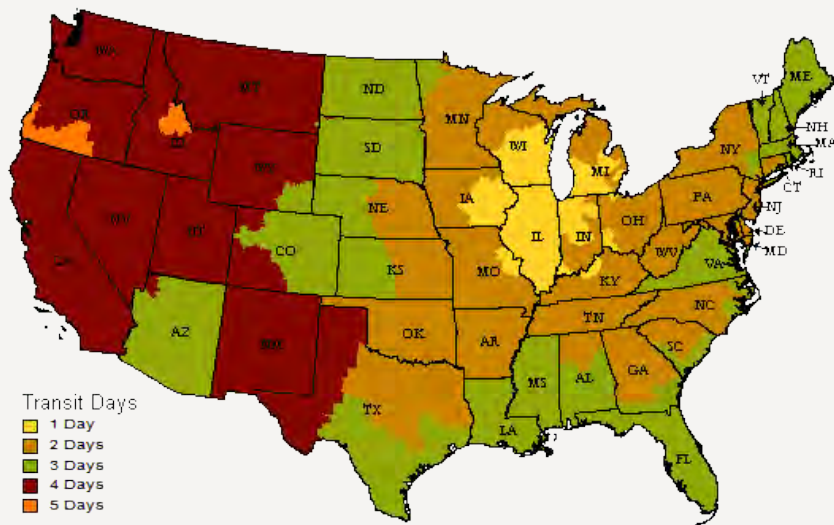 WA
ME
VT
MT
ND
OR
MN
NH
ID
MA
WI
NY
SD
WY
MI
RI
CT
IA
PA
NE
NJ
OH
NV
IL
IN
UT
DE
CO
WV
MD
CA
VA
KS
MO
KY
NC
TN
OK
AZ
AR
NM
SC
GA
MS
AL
TX
LA
FL
Transit Days
1 Day
2 Days
3 Days
4 Days
5 Days